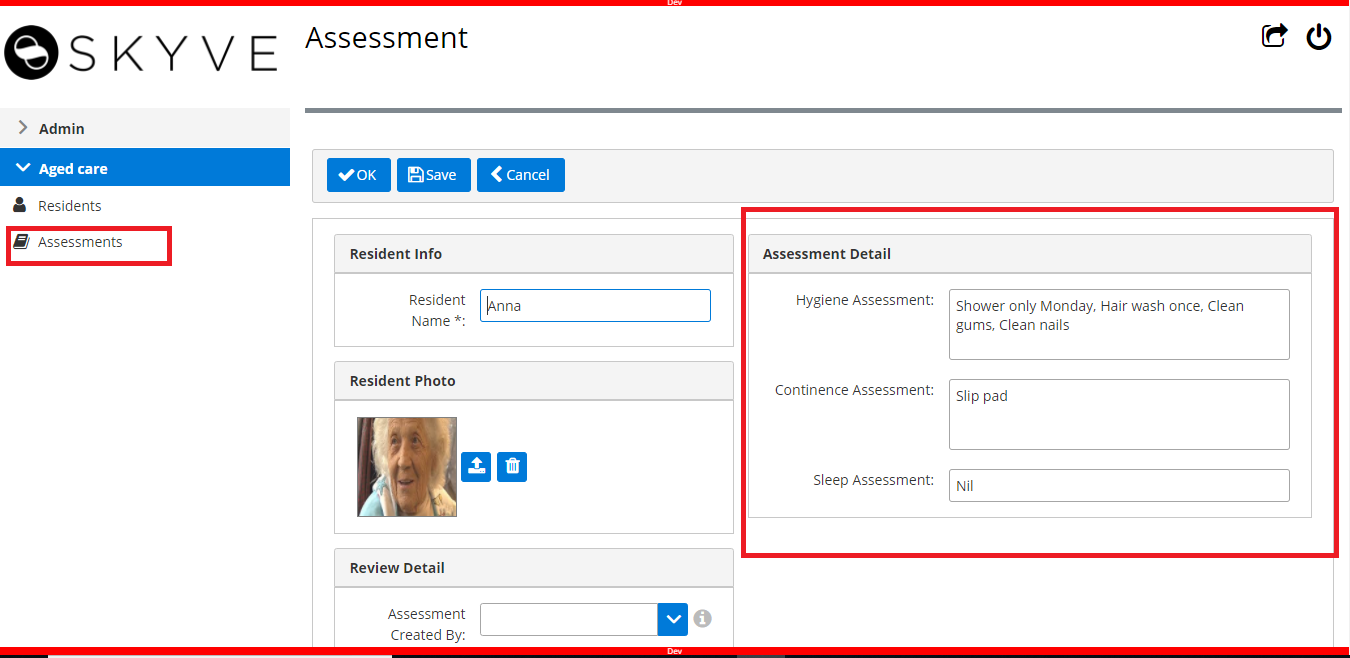 Dev
SKYVE
Assessment
Admin
Aged care
Residents
Assessments
OK
Save
Cancel
Resident Info
Resident
Name *:
Anna
Resident Photo
Review Detail
Assessment
Created By:
Assessment Detail
Hygiene Assessment:
Shower only Monday, Hair wash once, Clean
gums, Clean nails
Continence Assessment:
Slip pad
Sleep Assessment:
Nil
Dev